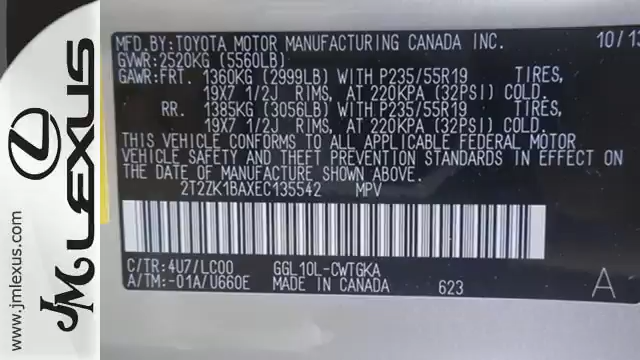 MFD.BY:TOYOTA MOTOR MANUFACTURING CANADA INC. 10/13
GVWR:2520KG (5560LB)
GAWR:FRT. 1360KG (2999LB) WITH P235/55R19 TIRES,
19X7 1/2J RIMS, AT 220KPA (32PSI) COLD.
RR. 1385KG (3056LB) WITH P235/55R19 TIRES,
19X7 1/2J RIMS, AT 220KPA (32PSI) COLD.
THIS VEHICLE CONFORMS TO ALL APPLICABLE FEDERAL MOTOR
VEHICLE SAFETY AND THEFT PREVENTION STANDARDS IN EFFECT ON
THE DATE OF MANUFACTURE SHOWN ABOVE.
2T2ZK1BAXEC135542 MPV
C/TR:4U7/LC00 GGL10L-CWTGKA
A/TM:-01A/U660E MADE IN CANADA 623 A
JM LEXUS
www.jmlexus.com